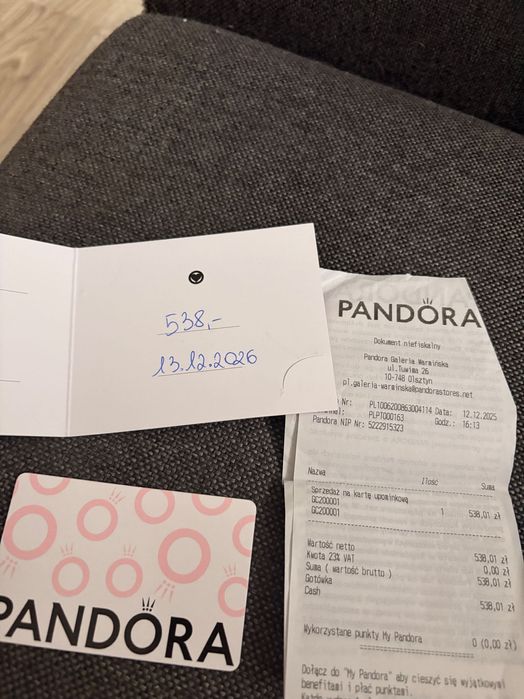 538,-
13.12.2026
PANDORA
PANDORA
Dokument niefiskalny
Pandora Galeria Warmińska
ul.Tuwima 26
10-748 Olsztyn
pl.galeria-warminska@pandorastores.net
Nr: PL1006200863004114 Data: 12.12.2025
PLPT000163 Godz.: 16:13
Pandora NIP Nr: 5222915323
Nazwa Ilość Suma
Sprzedaż na kartę upominkową
GC200001 1 538,01 zł
GC200001
Wartość netto 538,01 zł
Kwota 23% VAT 0,00 zł
Suma ( wartość brutto ) 538,01 zł
Gotówka
Cash 538,01 zł
Wykorzystane punkty My Pandora 0 (0,00 zł)
Dołącz do "My Pandora" aby cieszyć się wyjątkowymi
benefitami i płać punktami.